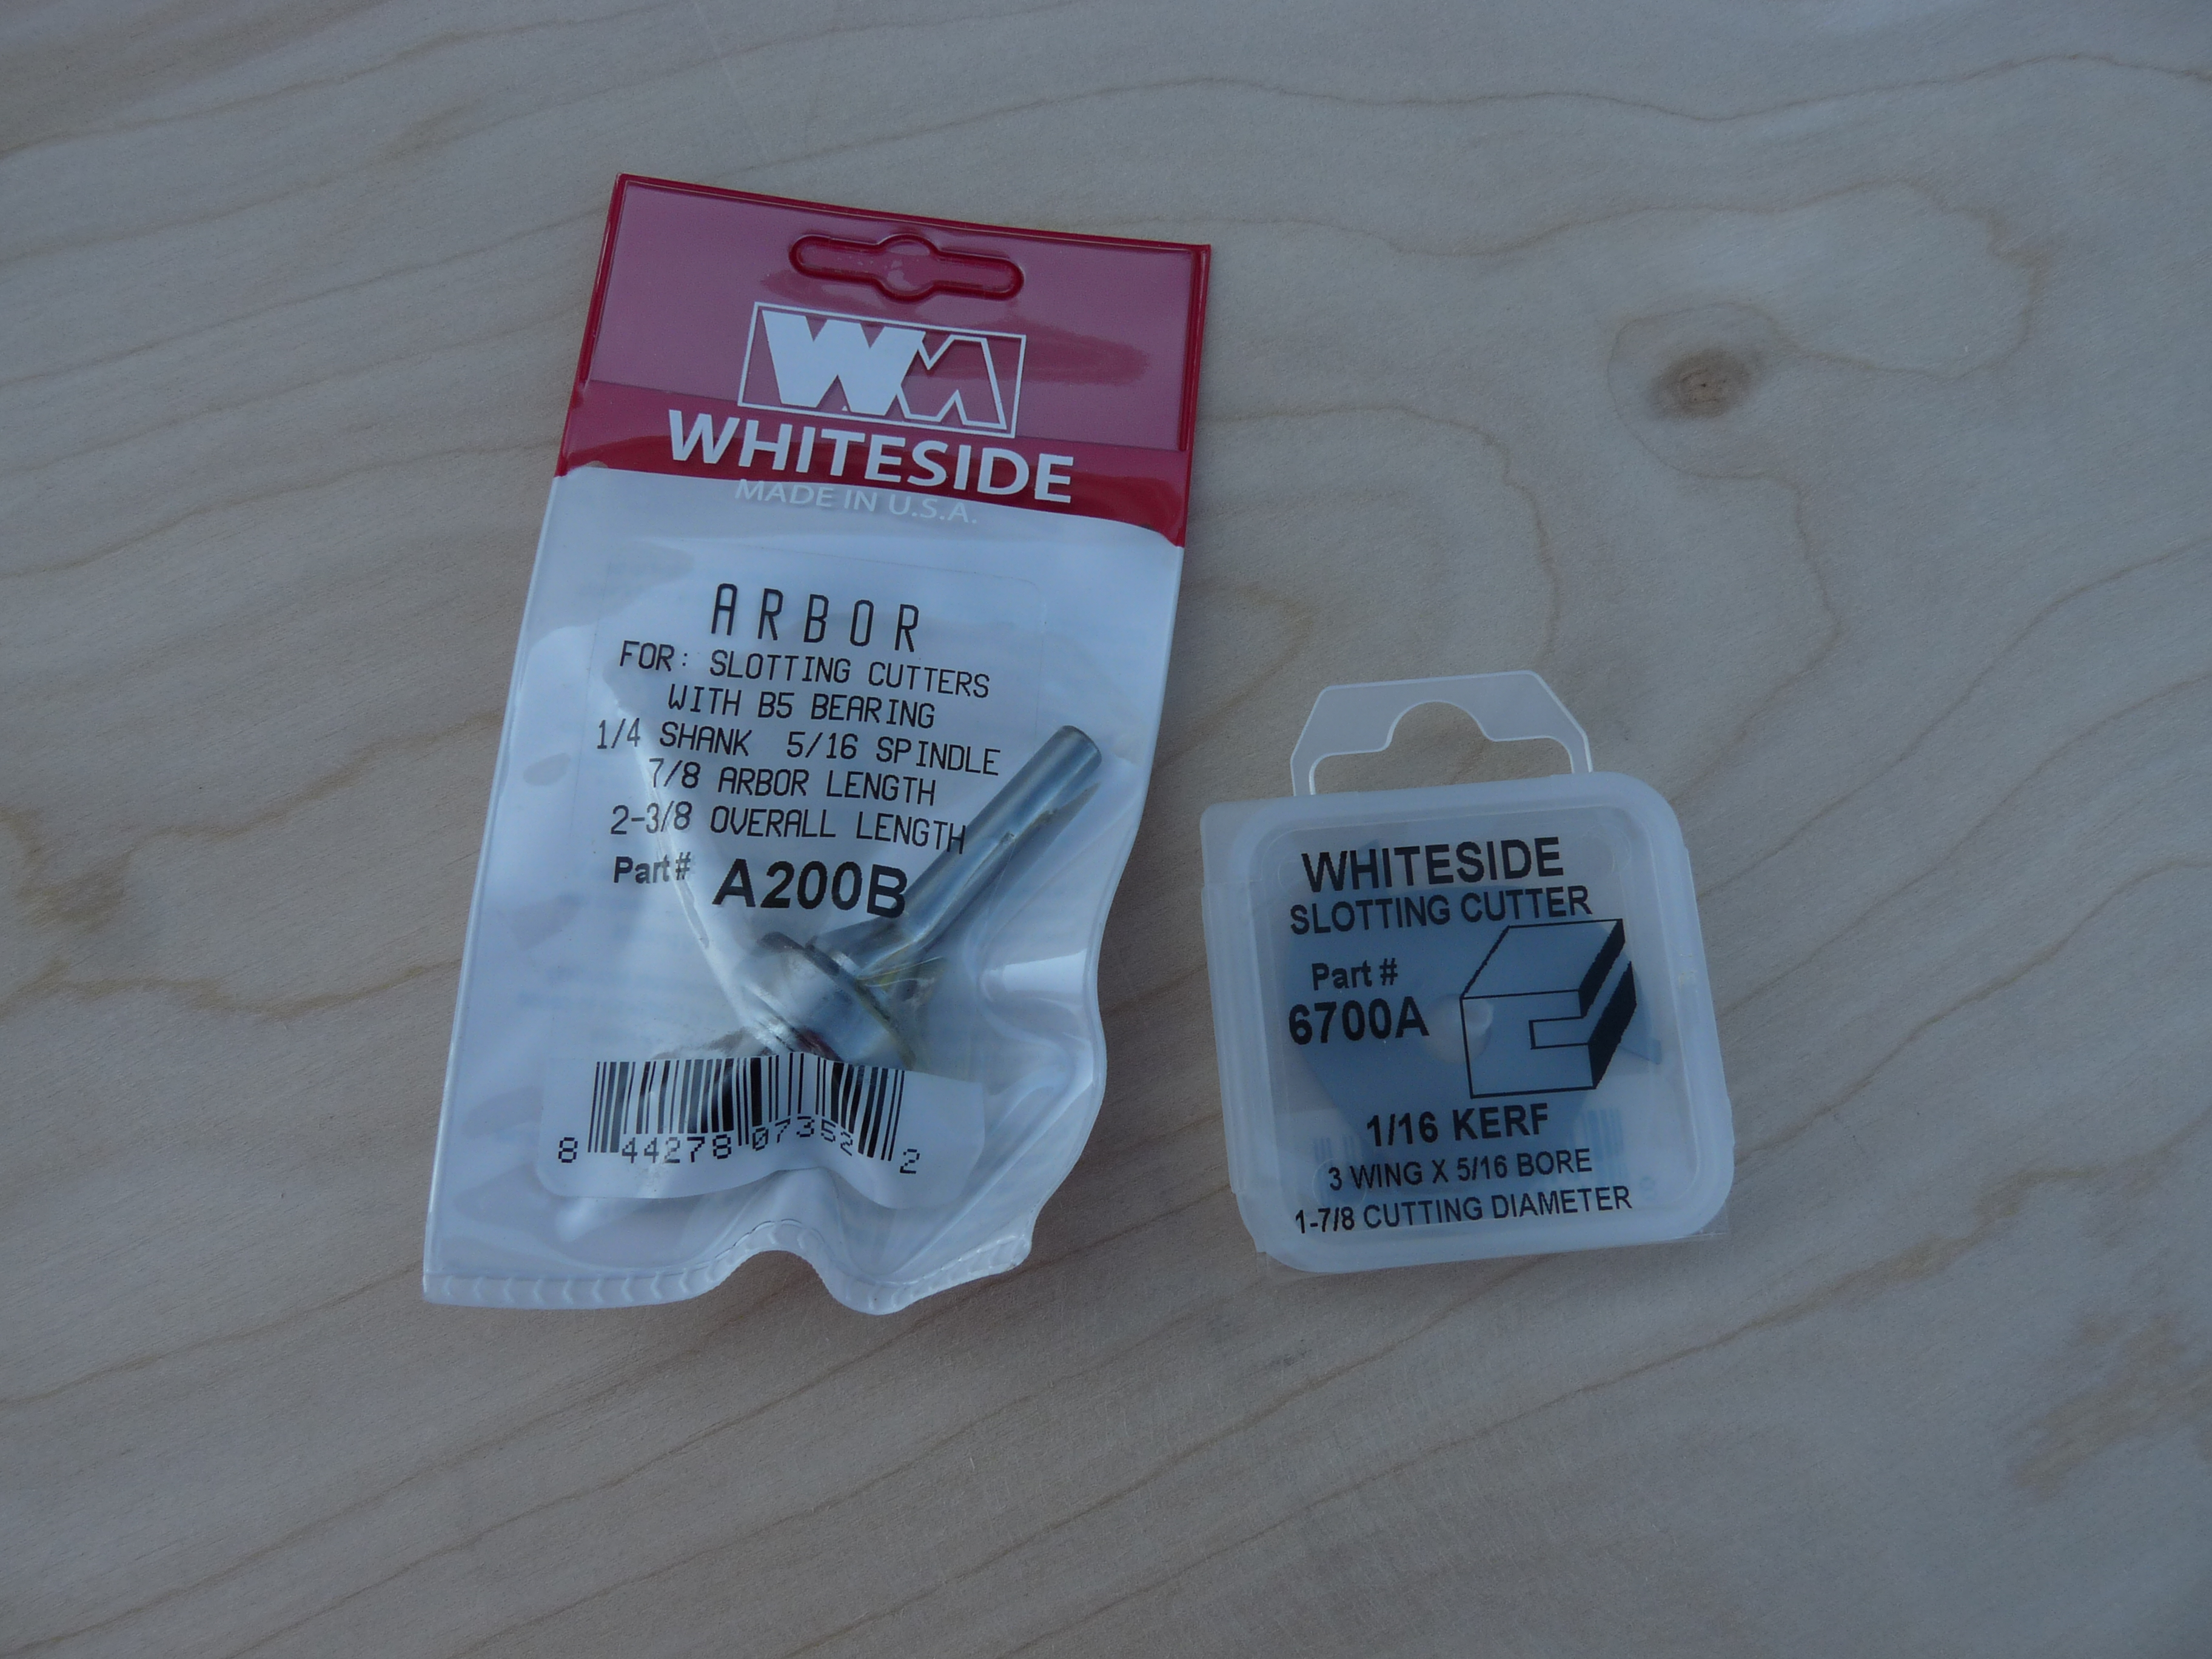 WM
WHITESIDE
MADE IN U.S.A.
ARBOR
FOR: SLOTTING CUTTERS
WITH B5 BEARING
1/4 SHANK 5/16 SPINDLE
7/8 ARBOR LENGTH
2-3/8 OVERALL LENGTH
Part# A200B
8 44278 07352 2
WHITESIDE
SLOTTING CUTTER
Part #
6700A
1/16 KERF
3 WING X 5/16 BORE
1-7/8 CUTTING DIAMETER